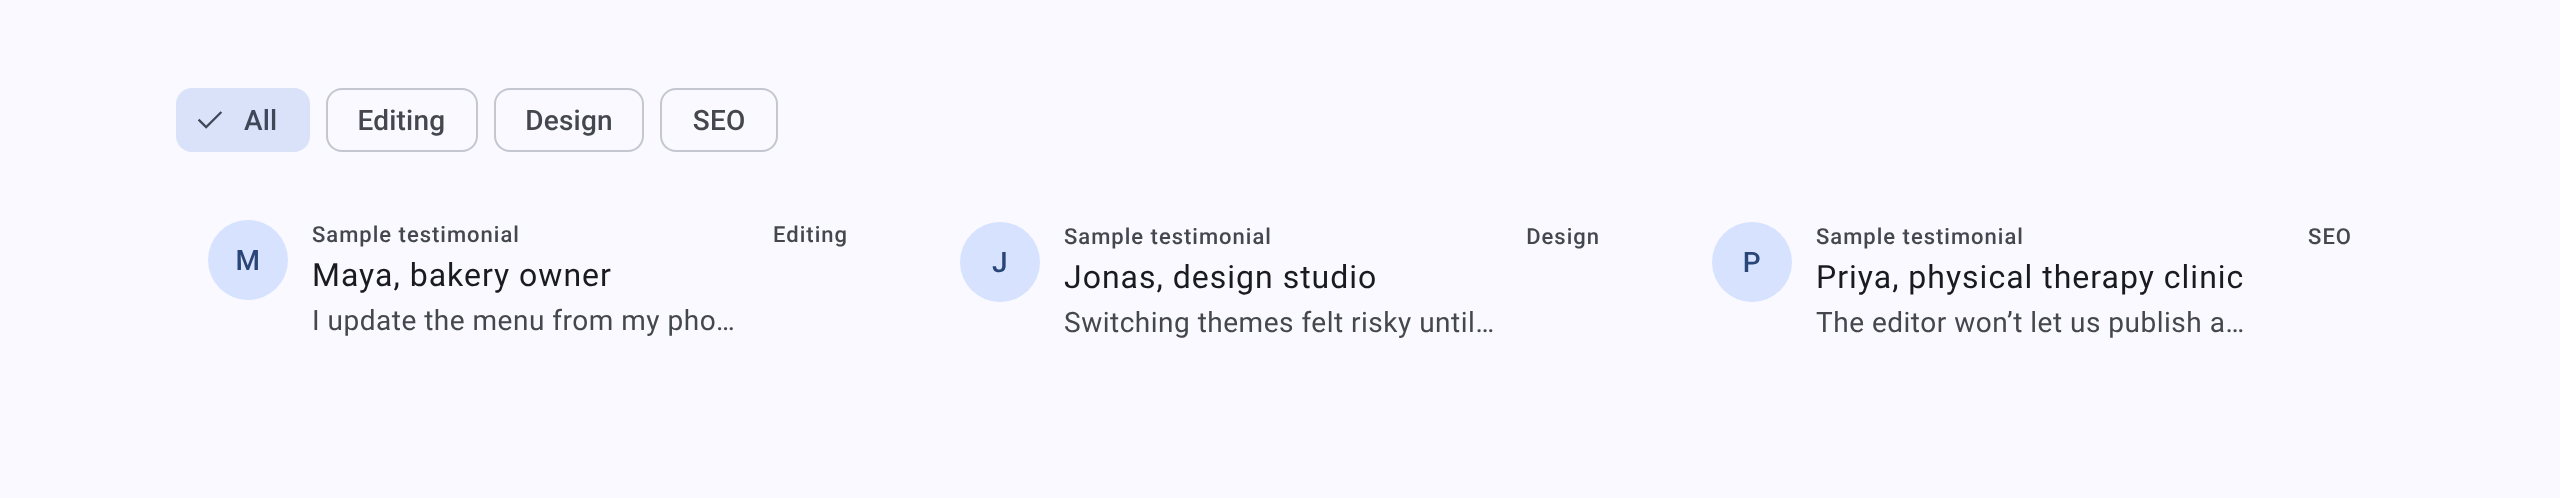 All
Editing
Design
SEO
M
Sample testimonial
Editing
Maya, bakery owner
I update the menu from my pho…
J
Sample testimonial
Design
Jonas, design studio
Switching themes felt risky until…
P
Sample testimonial
SEO
Priya, physical therapy clinic
The editor won’t let us publish a…